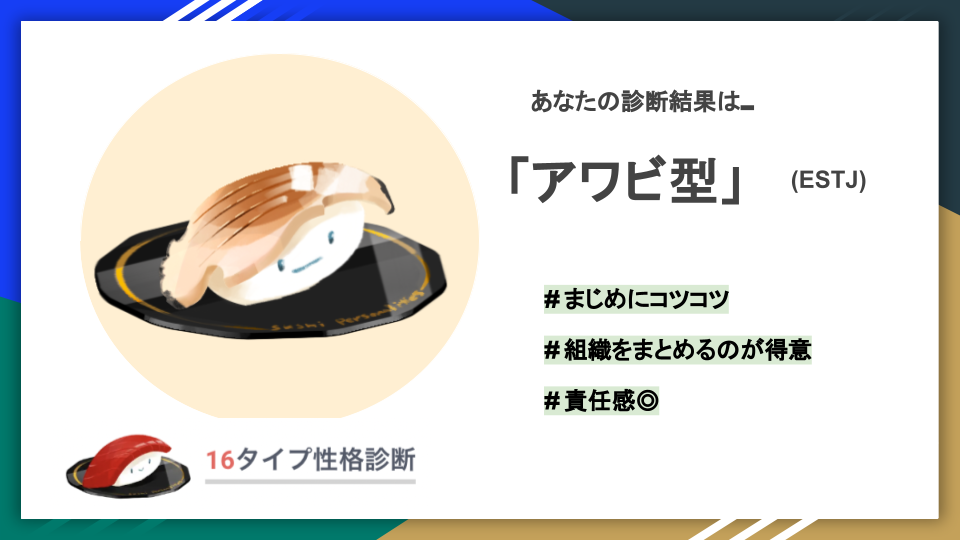 あなたの診断結果は...
「アワビ型」 (ESTJ)
#まじめにコツコツ
#組織をまとめるのが得意
#責任感◎
Sushi Personalities
16タイプ性格診断